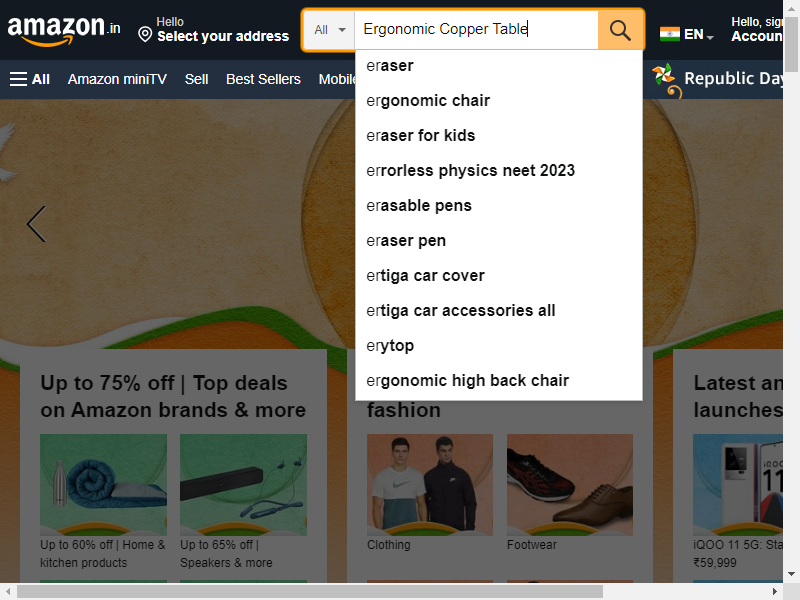 amazon.in
Hello
Select your address
All
Ergonomic Copper Table
EN
Hello, sig
Accoun
All
Amazon miniTV
Sell
Best Sellers
Mobile
Republic Day
eraser
ergonomic chair
eraser for kids
errorless physics neet 2023
erasable pens
eraser pen
ertiga car cover
ertiga car accessories all
erytop
ergonomic high back chair
Up to 75% off | Top deals
on Amazon brands & more
Up to 60% off | Home &
kitchen products
Up to 65% off |
Speakers & more
fashion
Clothing
Footwear
Latest an
launches
iQOO 11 5G: Sta
₹59,999